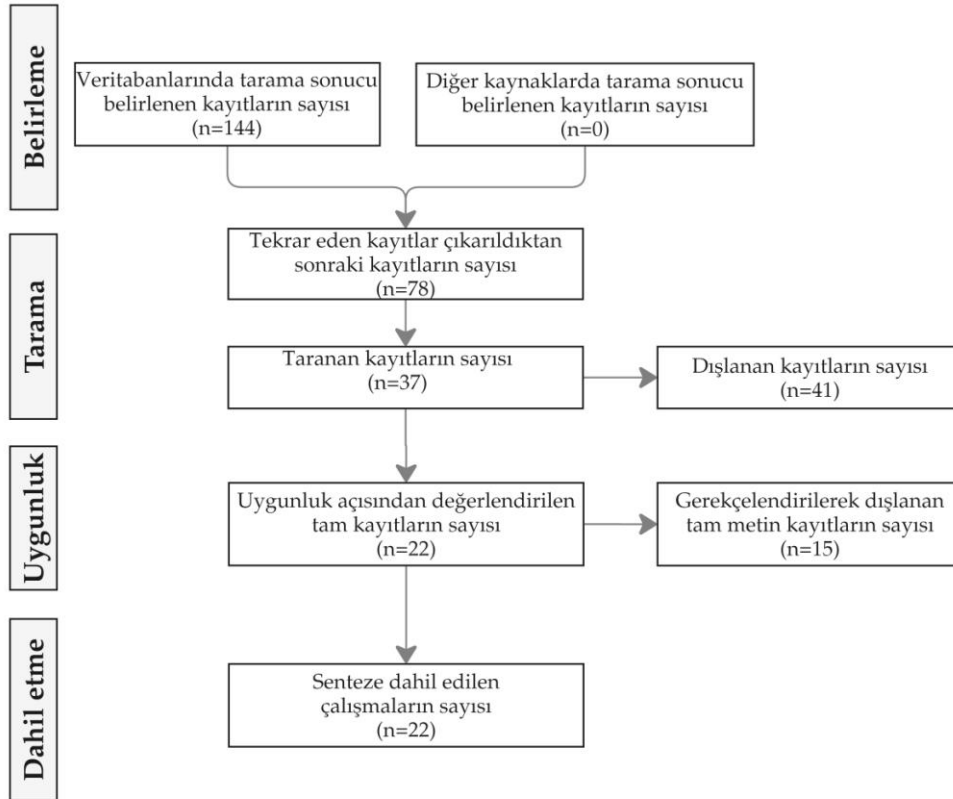 Belirleme
Veritabanlarında tarama sonucu
belirlenen kayıtların sayısı
(n=144)
Diğer kaynaklarda tarama sonucu
belirlenen kayıtların sayısı
(n=0)
Tarama
Tekrar eden kayıtlar çıkarıldıktan
sonraki kayıtların sayısı
(n=78)
Taranan kayıtların sayısı
(n=37)
Dışlanan kayıtların sayısı
(n=41)
Uygunluk
Uygunluk açısından değerlendirilen
tam kayıtların sayısı
(n=22)
Gerekçelendirilerek dışlanan
tam metin kayıtların sayısı
(n=15)
Dahil etme
Senteze dahil edilen
çalışmaların sayısı
(n=22)